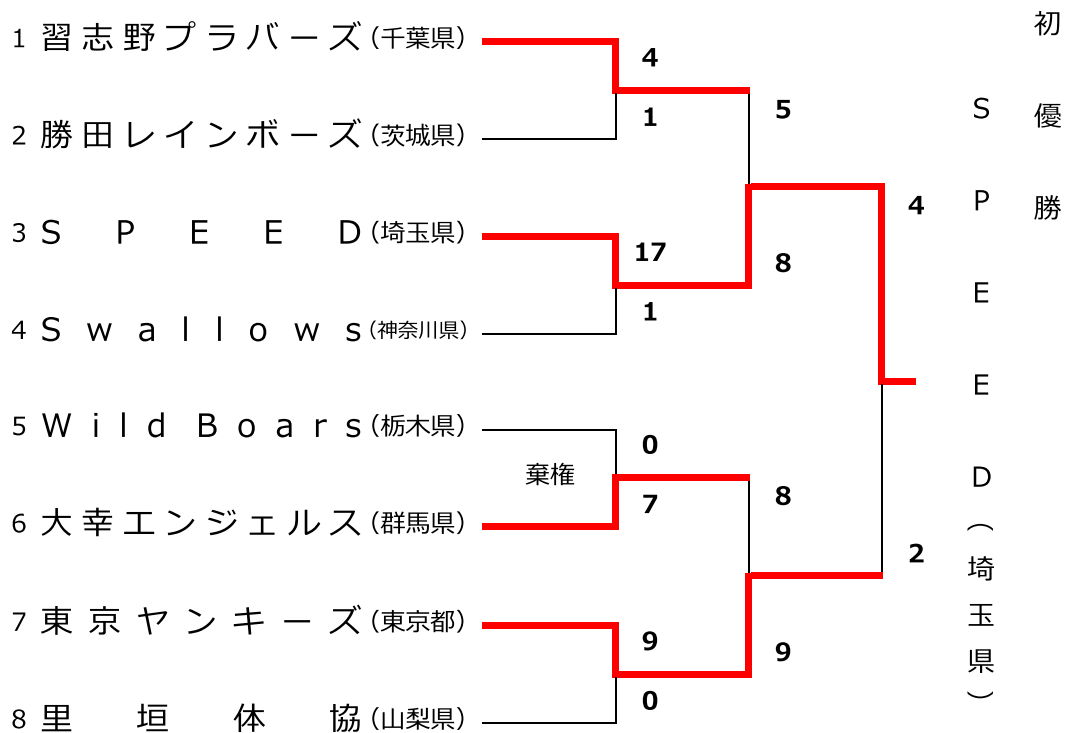 1 習志野プラバーズ（千葉県）
4
1
2 勝田レインボーズ（茨城県）
5
3 SPEED（埼玉県）
17
1
8
4 Swallows（神奈川県）
4
5 Wild Boars（栃木県）
0
棄権
7
6 大幸エンジェルス（群馬県）
8
2
7 東京ヤンキーズ（東京都）
9
0
9
8 里垣体協（山梨県）
初優勝
SPEED（埼玉県）